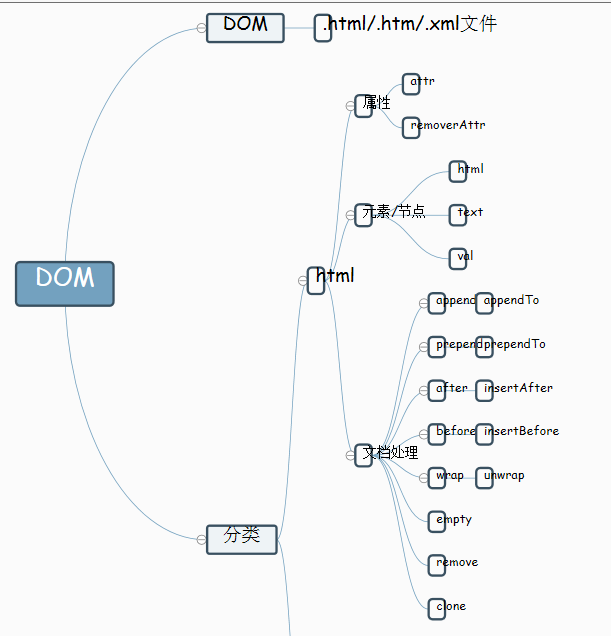 DOM
.html/.htm/.xml文件
属性
attr
removerAttr
元素/节点
html
text
val
DOM
html
append
appendTo
prepend
prependTo
after
insertAfter
before
insertBefore
文档处理
wrap
unwrap
empty
分类
remove
clone